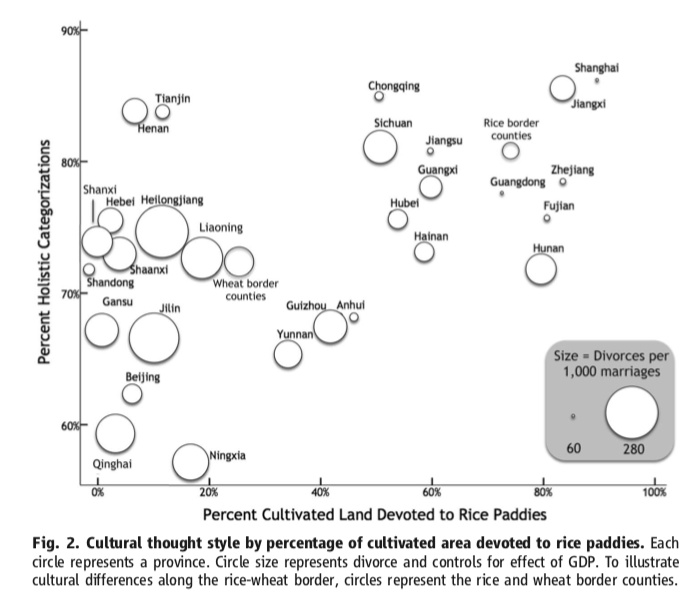 90%
Shanghai
Chongqing
Tianjin
Jiangxi
Henan
Sichuan
Rice border
counties
Jiangsu
80%
Guangxi
Zhejiang
Guangdong
Shanxi
Hebei Heilongjiang
Hubei
Fujian
Liaoning
Hainan
Hunan
Shaanxi
Shandong
Wheat border
counties
70%
Gansu
Jilin
Guizhou Anhui
Yunnan
Beijing
60%
Qinghai
Ningxia
Percent Holistic Categorizations
Size = Divorces per
1,000 marriages
60 280
0% 20% 40% 60% 80% 100%
Percent Cultivated Land Devoted to Rice Paddies
Fig. 2. Cultural thought style by percentage of cultivated area devoted to rice paddies. Each
circle represents a province. Circle size represents divorce and controls for effect of GDP. To illustrate
cultural differences along the rice-wheat border, circles represent the rice and wheat border counties.